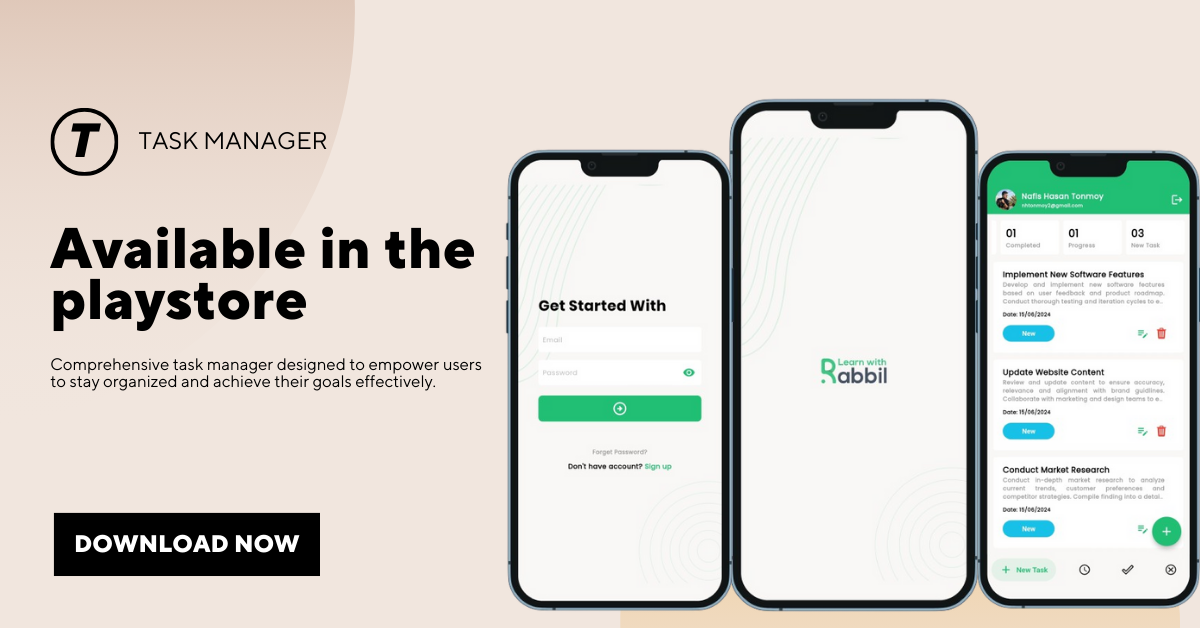 T
TASK MANAGER
Available in the
playstore
Comprehensive task manager designed to empower users
to stay organized and achieve their goals effectively.
DOWNLOAD NOW
Get Started With
Email
Password
Forget Password?
Don't have account? Sign up
Learn with
Rabbil
Nafis Hasan Tonmoy
nhtonmoy2@gmail.com
01 01 03
Completed Progress New Task
Implement New Software Features
Develop and implement new software features
based on user feedback and product roadmap.
Conduct thorough testing and iteration cycles to e..
Date: 15/06/2024
New
Update Website Content
Review and update content to ensure accuracy,
relevance and alignment with brand guidlines.
Collaborate with marketing and design teams to e..
Date: 15/06/2024
New
Conduct Market Research
Conduct in-depth market research to analyze
current trends, customer preferences and
competitor strategies. Compile finding into a detai..
Date: 15/06/2024
New
New Task